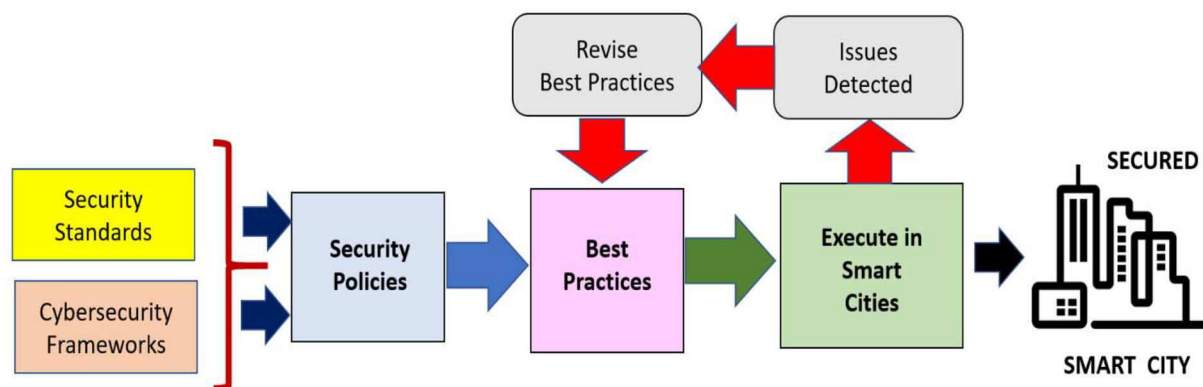 Revise
Best Practices
Issues
Detected
Security
Standards
Cybersecurity
Frameworks
Security
Policies
Best
Practices
Execute in
Smart
Cities
SECURED
SMART CITY